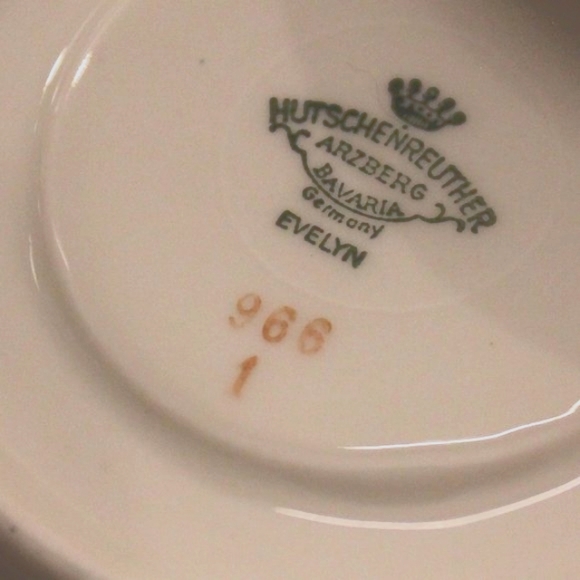 HUTSCHENREUTHER
ARZBERG
BAVARIA
Germany
EVELYN
966
1